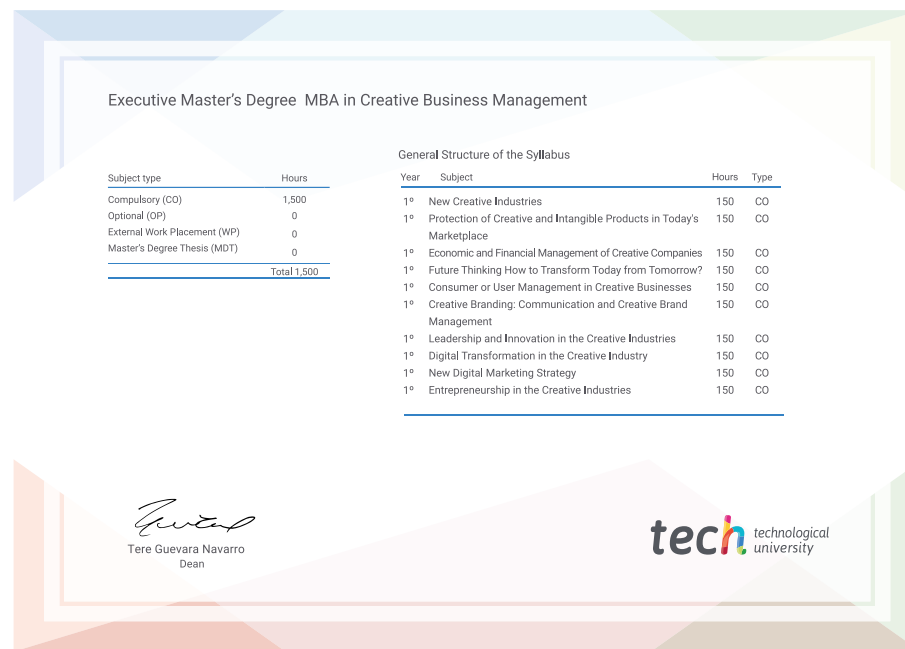 Executive Master's Degree MBA in Creative Business Management
General Structure of the Syllabus
Subject type Hours
Compulsory (CO) 1,500
Optional (OP) 0
External Work Placement (WP) 0
Master's Degree Thesis (MDT) 0
Total 1,500
Year Subject Hours Type
1º New Creative Industries 150 CO
1º Protection of Creative and Intangible Products in Today's 150 CO
Marketplace
1º Economic and Financial Management of Creative Companies 150 CO
1º Future Thinking How to Transform Today from Tomorrow? 150 CO
1º Consumer or User Management in Creative Businesses 150 CO
1º Creative Branding: Communication and Creative Brand 150 CO
Management
1º Leadership and Innovation in the Creative Industries 150 CO
1º Digital Transformation in the Creative Industry 150 CO
1º New Digital Marketing Strategy 150 CO
1º Entrepreneurship in the Creative Industries 150 CO
Tere Guevara Navarro
Dean
tech technological
university